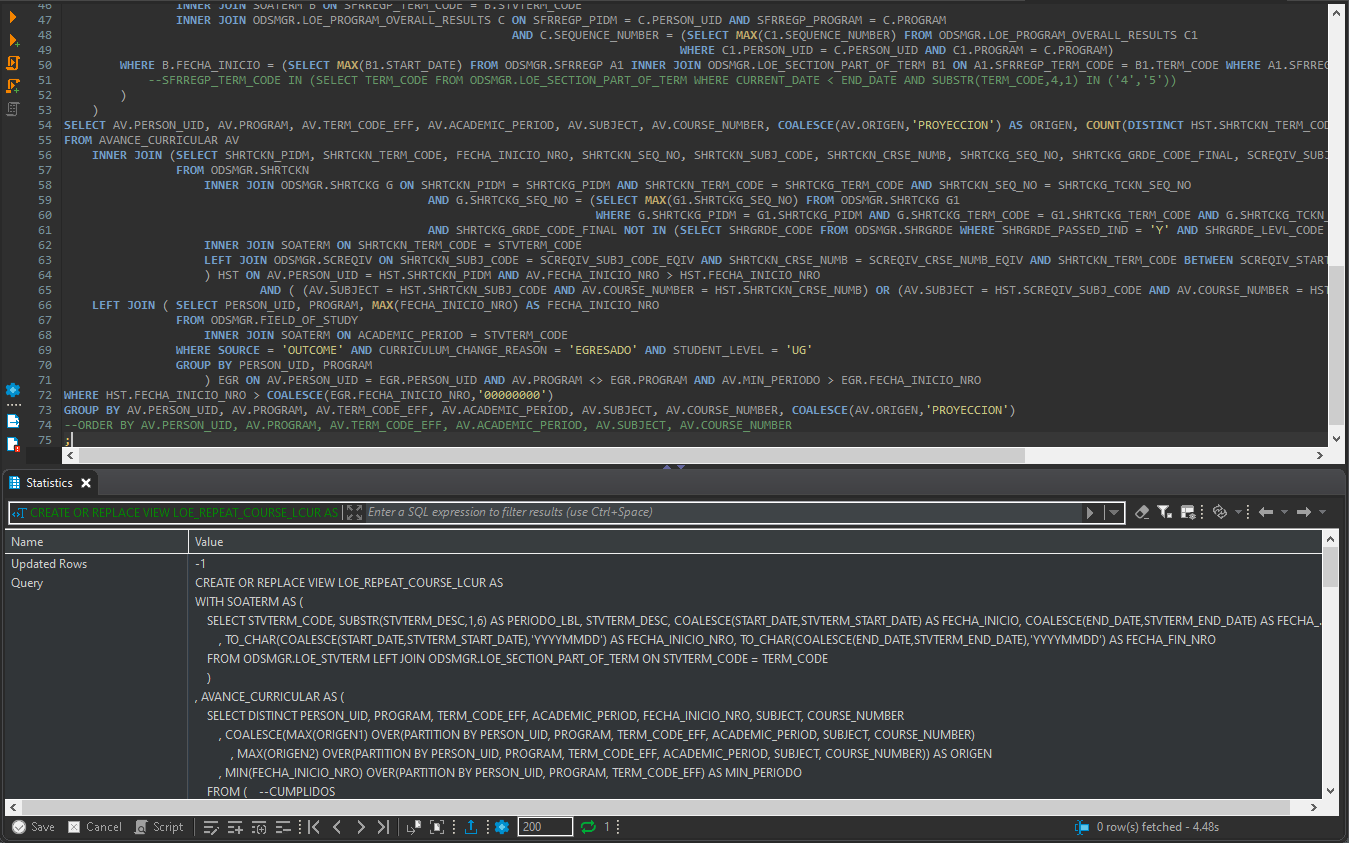 46 INNER JOIN SOATERM B ON SFRREGP_TERM_CODE = B.STVTERM_CODE
47 INNER JOIN ODSMGR.LOE_PROGRAM_OVERALL_RESULTS C ON SFRREGP_PIDM = C.PERSON_UID AND SFRREGP_PROGRAM = C.PROGRAM
48 AND C.SEQUENCE_NUMBER = (SELECT MAX(C1.SEQUENCE_NUMBER) FROM ODSMGR.LOE_PROGRAM_OVERALL_RESULTS C1
49 WHERE C1.PERSON_UID = C.PERSON_UID AND C1.PROGRAM = C.PROGRAM)
50 WHERE B.FECHA_INICIO = (SELECT MAX(B1.START_DATE) FROM ODSMGR.SFRREGP A1 INNER JOIN ODSMGR.LOE_SECTION_PART_OF_TERM B1 ON A1.SFRREGP_TERM_CODE = B1.TERM_CODE WHERE A1.SFRREG
51 --SFRREGP_TERM_CODE IN (SELECT TERM_CODE FROM ODSMGR.LOE_SECTION_PART_OF_TERM WHERE CURRENT_DATE < END_DATE AND SUBSTR(TERM_CODE,4,1) IN ('4','5'))
52 )
53 )
54 SELECT AV.PERSON_UID, AV.PROGRAM, AV.TERM_CODE_EFF, AV.ACADEMIC_PERIOD, AV.SUBJECT, AV.COURSE_NUMBER, COALESCE(AV.ORIGEN,'PROYECCION') AS ORIGEN, COUNT(DISTINCT HST.SHRTCKN_TERM_COD
55 FROM AVANCE_CURRICULAR AV
56 INNER JOIN (SELECT SHRTCKN_PIDM, SHRTCKN_TERM_CODE, FECHA_INICIO_NRO, SHRTCKN_SEQ_NO, SHRTCKN_SUBJ_CODE, SHRTCKN_CRSE_NUMB, SHRTCKG_SEQ_NO, SHRTCKG_GRDE_CODE_FINAL, SCREQIV_SUBJ
57 FROM ODSMGR.SHRTCKN
58 INNER JOIN ODSMGR.SHRTCKG G ON SHRTCKN_PIDM = SHRTCKG_PIDM AND SHRTCKN_TERM_CODE = SHRTCKG_TERM_CODE AND SHRTCKN_SEQ_NO = SHRTCKG_TCKN_SEQ_NO
59 AND G.SHRTCKG_SEQ_NO = (SELECT MAX(G1.SHRTCKG_SEQ_NO) FROM ODSMGR.SHRTCKG G1
60 WHERE G.SHRTCKG_PIDM = G1.SHRTCKG_PIDM AND G.SHRTCKG_TERM_CODE = G1.SHRTCKG_TERM_CODE AND G.SHRTCKG_TCKN_
61 AND SHRTCKG_GRDE_CODE_FINAL NOT IN (SELECT SHRGRDE_CODE FROM ODSMGR.SHRGRDE WHERE SHRGRDE_PASSED_IND = 'Y' AND SHRGRDE_LEVL_CODE
62 INNER JOIN SOATERM ON SHRTCKN_TERM_CODE = STVTERM_CODE
63 LEFT JOIN ODSMGR.SCREQIV ON SHRTCKN_SUBJ_CODE = SCREQIV_SUBJ_CODE_EQIV AND SHRTCKN_CRSE_NUMB = SCREQIV_CRSE_NUMB_EQIV AND SHRTCKN_TERM_CODE BETWEEN SCREQIV_START
64 ) HST ON AV.PERSON_UID = HST.SHRTCKN_PIDM AND AV.FECHA_INICIO_NRO > HST.FECHA_INICIO_NRO
65 AND ( (AV.SUBJECT = HST.SHRTCKN_SUBJ_COD AND AV.COURSE_NUMBER = HST.SHRTCKN_CRSE_NUMB) OR (AV.SUBJECT = HST.SCREQIV_SUBJ_CODE AND AV.COURSE_NUMBER = HST
66 LEFT JOIN ( SELECT PERSON_UID, PROGRAM, MAX(FECHA_INICIO_NRO) AS FECHA_INICIO_NRO
67 FROM ODSMGR.FIELD_OF_STUDY
68 INNER JOIN SOATERM ON ACADEMIC_PERIOD = STVTERM_CODE
69 WHERE SOURCE = 'OUTCOME' AND CURRICULUM_CHANGE_REASON = 'EGRESADO' AND STUDENT_LEVEL = 'UG'
70 GROUP BY PERSON_UID, PROGRAM
71 ) EGR ON AV.PERSON_UID = EGR.PERSON_UID AND AV.PROGRAM <> EGR.PROGRAM AND AV.MIN_PERIODO > EGR.FECHA_INICIO_NRO
72 WHERE HST.FECHA_INICIO_NRO > COALESCE(EGR.FECHA_INICIO_NRO,'00000000')
73 GROUP BY AV.PERSON_UID, AV.PROGRAM, AV.TERM_CODE_EFF, AV.ACADEMIC_PERIOD, AV.SUBJECT, AV.COURSE_NUMBER, COALESCE(AV.ORIGEN,'PROYECCION')
74 --ORDER BY AV.PERSON_UID, AV.PROGRAM, AV.TERM_CODE_EFF, AV.ACADEMIC_PERIOD, AV.SUBJECT, AV.COURSE_NUMBER
75 ;
Statistics
CREATE OR REPLACE VIEW LOE_REPEAT_COURSE_LCUR AS Enter a SQL expression to filter results (use Ctrl+Space)
Name Value
Updated Rows -1
Query CREATE OR REPLACE VIEW LOE_REPEAT_COURSE_LCUR AS
WITH SOATERM AS (
SELECT STVTERM_CODE, SUBSTR(STVTERM_DESC,1,6) AS PERIODO_LBL, STVTERM_DESC, COALESCE(START_DATE,STVTERM_START_DATE) AS FECHA_INICIO, COALESCE(END_DATE,STVTERM_END_DATE) AS FECHA_...
, TO_CHAR(COALESCE(START_DATE,STVTERM_START_DATE),'YYYYMMDD') AS FECHA_INICIO_NRO, TO_CHAR(COALESCE(END_DATE,STVTERM_END_DATE),'YYYYMMDD') AS FECHA_FIN_NRO
FROM ODSMGR.LOE_STVTERM LEFT JOIN ODSMGR.LOE_SECTION_PART_OF_TERM ON STVTERM_CODE = TERM_CODE
)
, AVANCE_CURRICULAR AS (
SELECT DISTINCT PERSON_UID, PROGRAM, TERM_CODE_EFF, ACADEMIC_PERIOD, FECHA_INICIO_NRO, SUBJECT, COURSE_NUMBER
, COALESCE(MAX(ORIGEN1) OVER(PARTITION BY PERSON_UID, PROGRAM, TERM_CODE_EFF, ACADEMIC_PERIOD, SUBJECT, COURSE_NUMBER)
, MAX(ORIGEN2) OVER(PARTITION BY PERSON_UID, PROGRAM, TERM_CODE_EFF, ACADEMIC_PERIOD, SUBJECT, COURSE_NUMBER)) AS ORIGEN
, MIN(FECHA_INICIO_NRO) OVER(PARTITION BY PERSON_UID, PROGRAM, TERM_CODE_EFF) AS MIN_PERIODO
FROM ( --CUMPLIDOS
Save Cancel Script 200 1 0 row(s) fetched - 4.48s